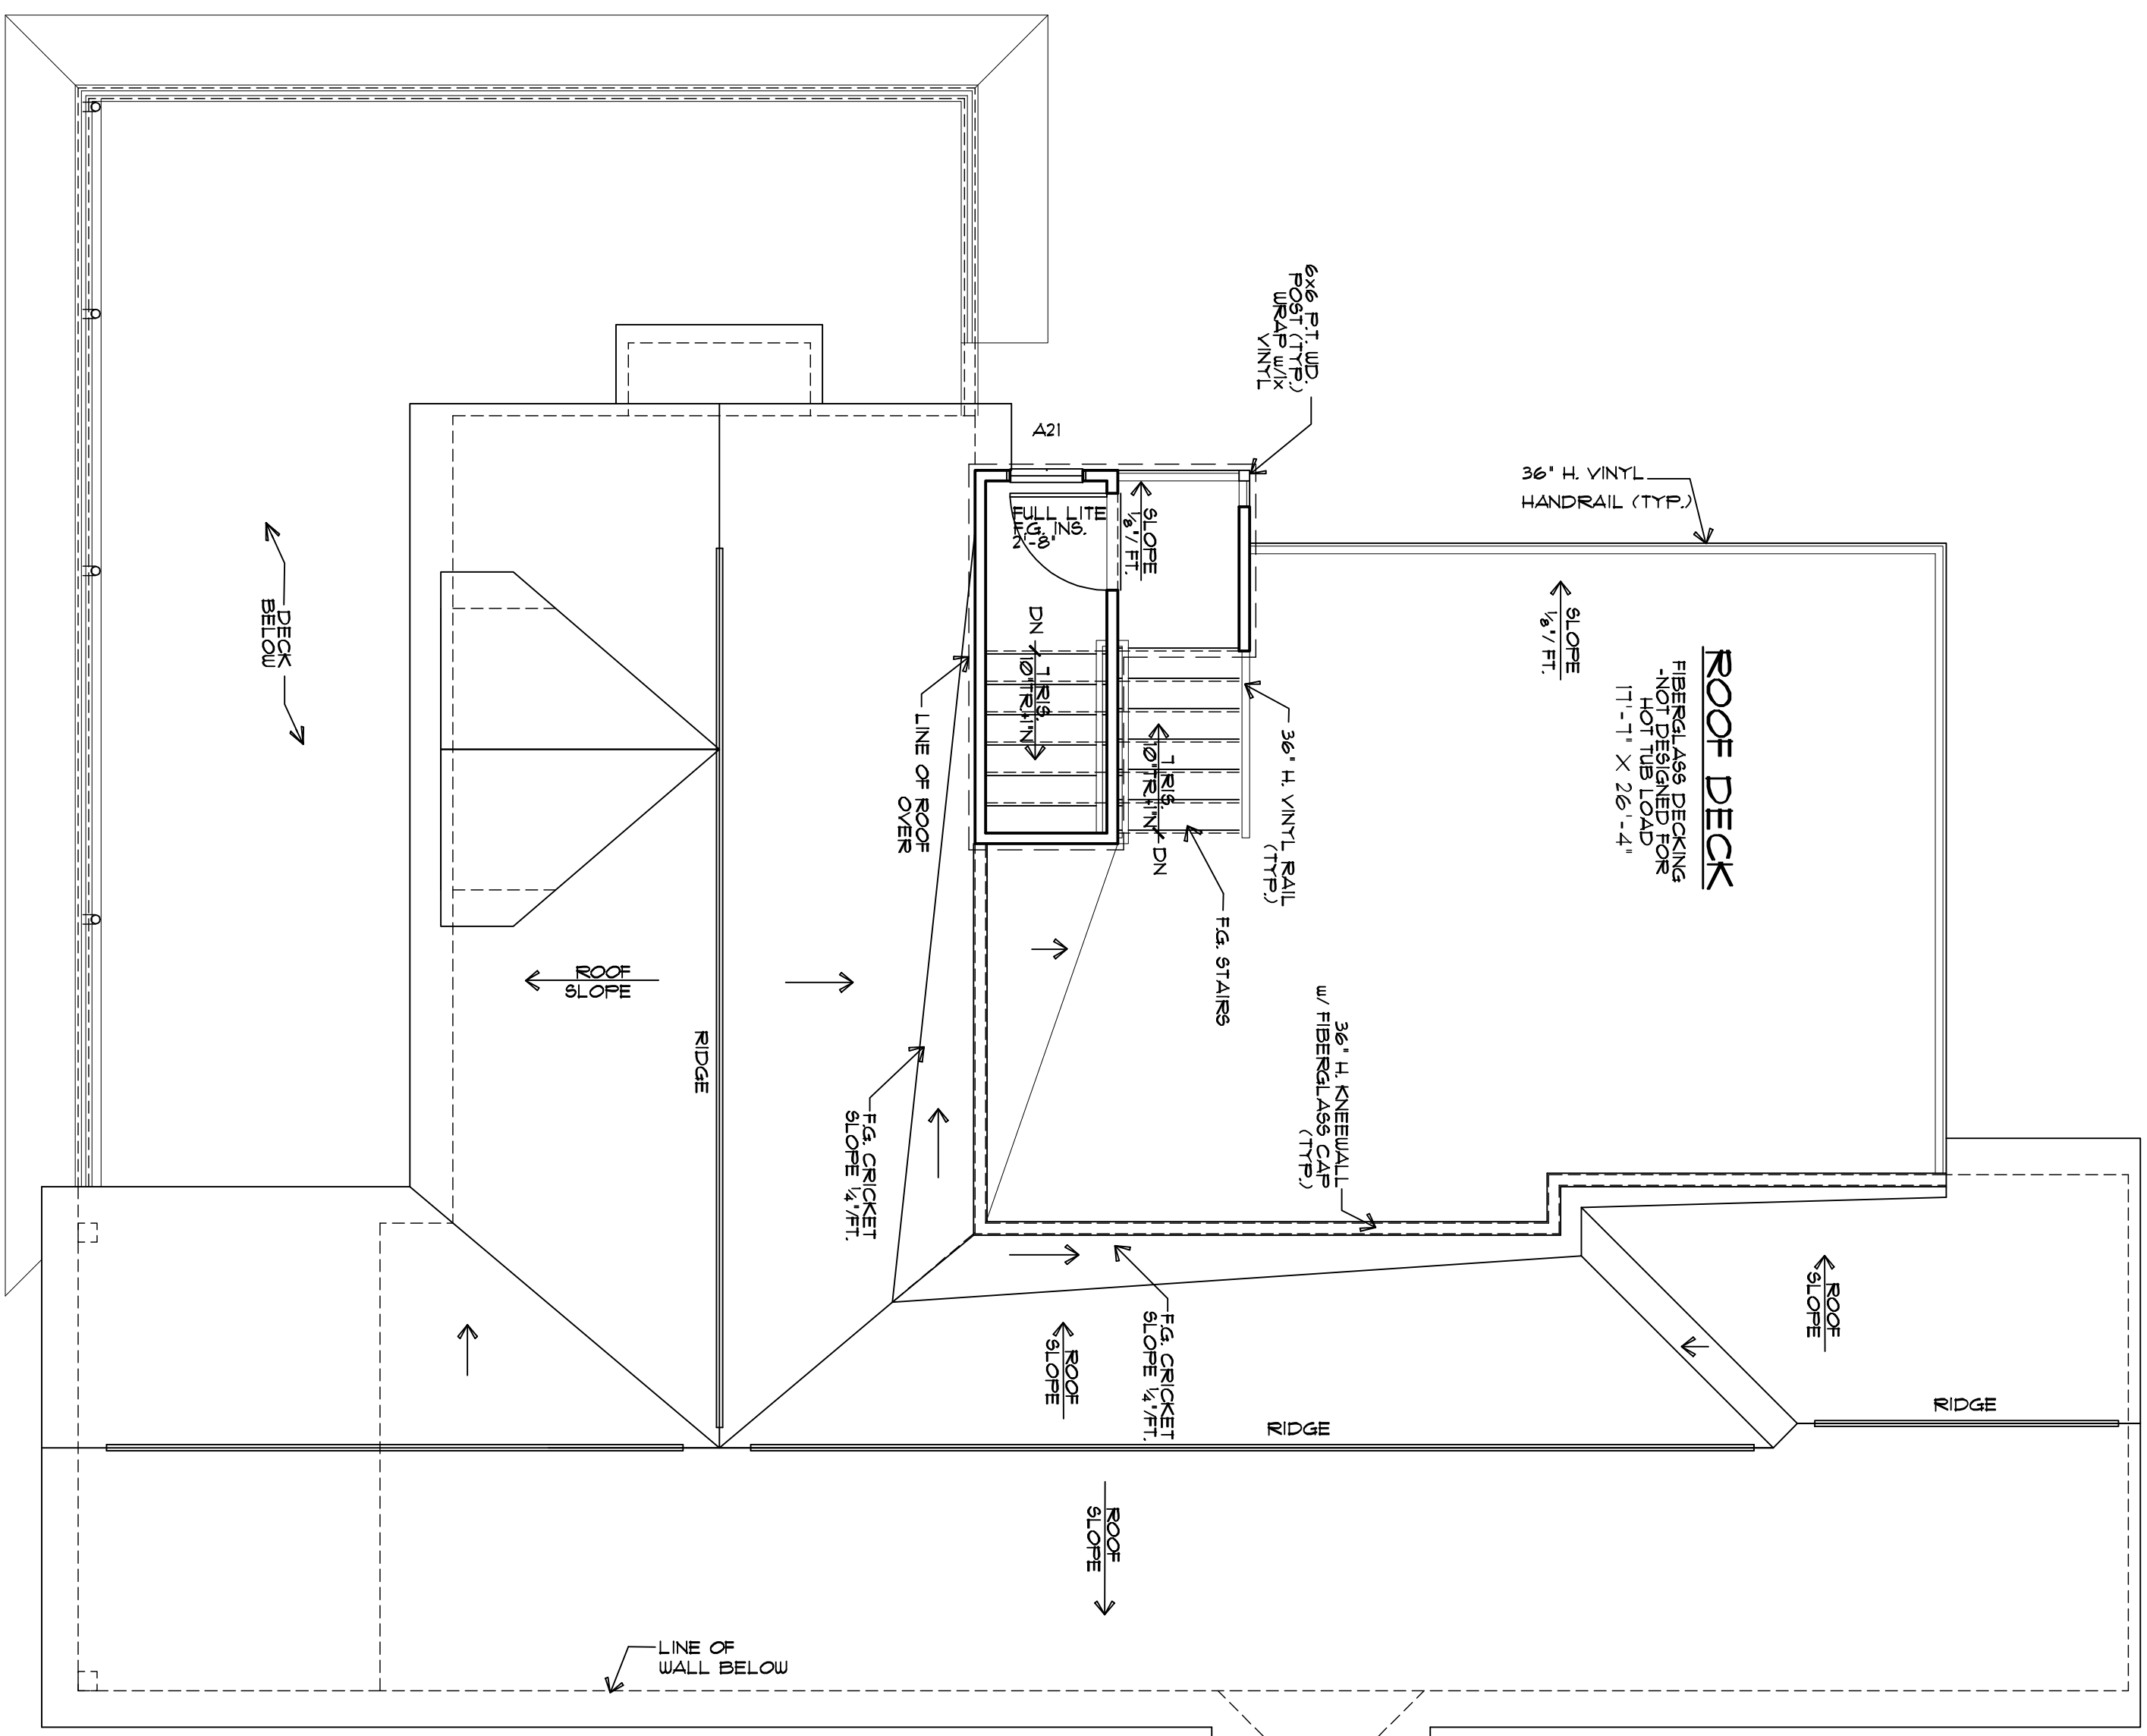 ROOF DECK
FIBERGLASS DECKING
-NOT DESIGNED FOR
HOT TUB LOAD
17'-7" X 26'-4"
36" H. VINYL
HANDRAIL (TYP.)
6x6 P.T. WD.
POST (TYP.)
WRAP w/1x
VINYL
A21
FULL LITE
F.G. INS.
2'-8"
SLOPE
1/8"/ FT.
SLOPE
1/8"/ FT.
DN
7 RIS.
10"TR.+1"N
7 RIS.
10"TR.+1"N
DN
36" H. VINYL RAIL
(TYP.)
F.G. STAIRS
LINE OF ROOF
OVER
DECK
BELOW
ROOF
SLOPE
RIDGE
F.G. CRICKET
SLOPE 1/4"/FT.
36" H. KNEEWALL
w/ FIBERGLASS CAP
(TYP.)
F.G. CRICKET
SLOPE 1/4"/FT.
ROOF
SLOPE
ROOF
SLOPE
RIDGE
RIDGE
ROOF
SLOPE
LINE OF
WALL BELOW